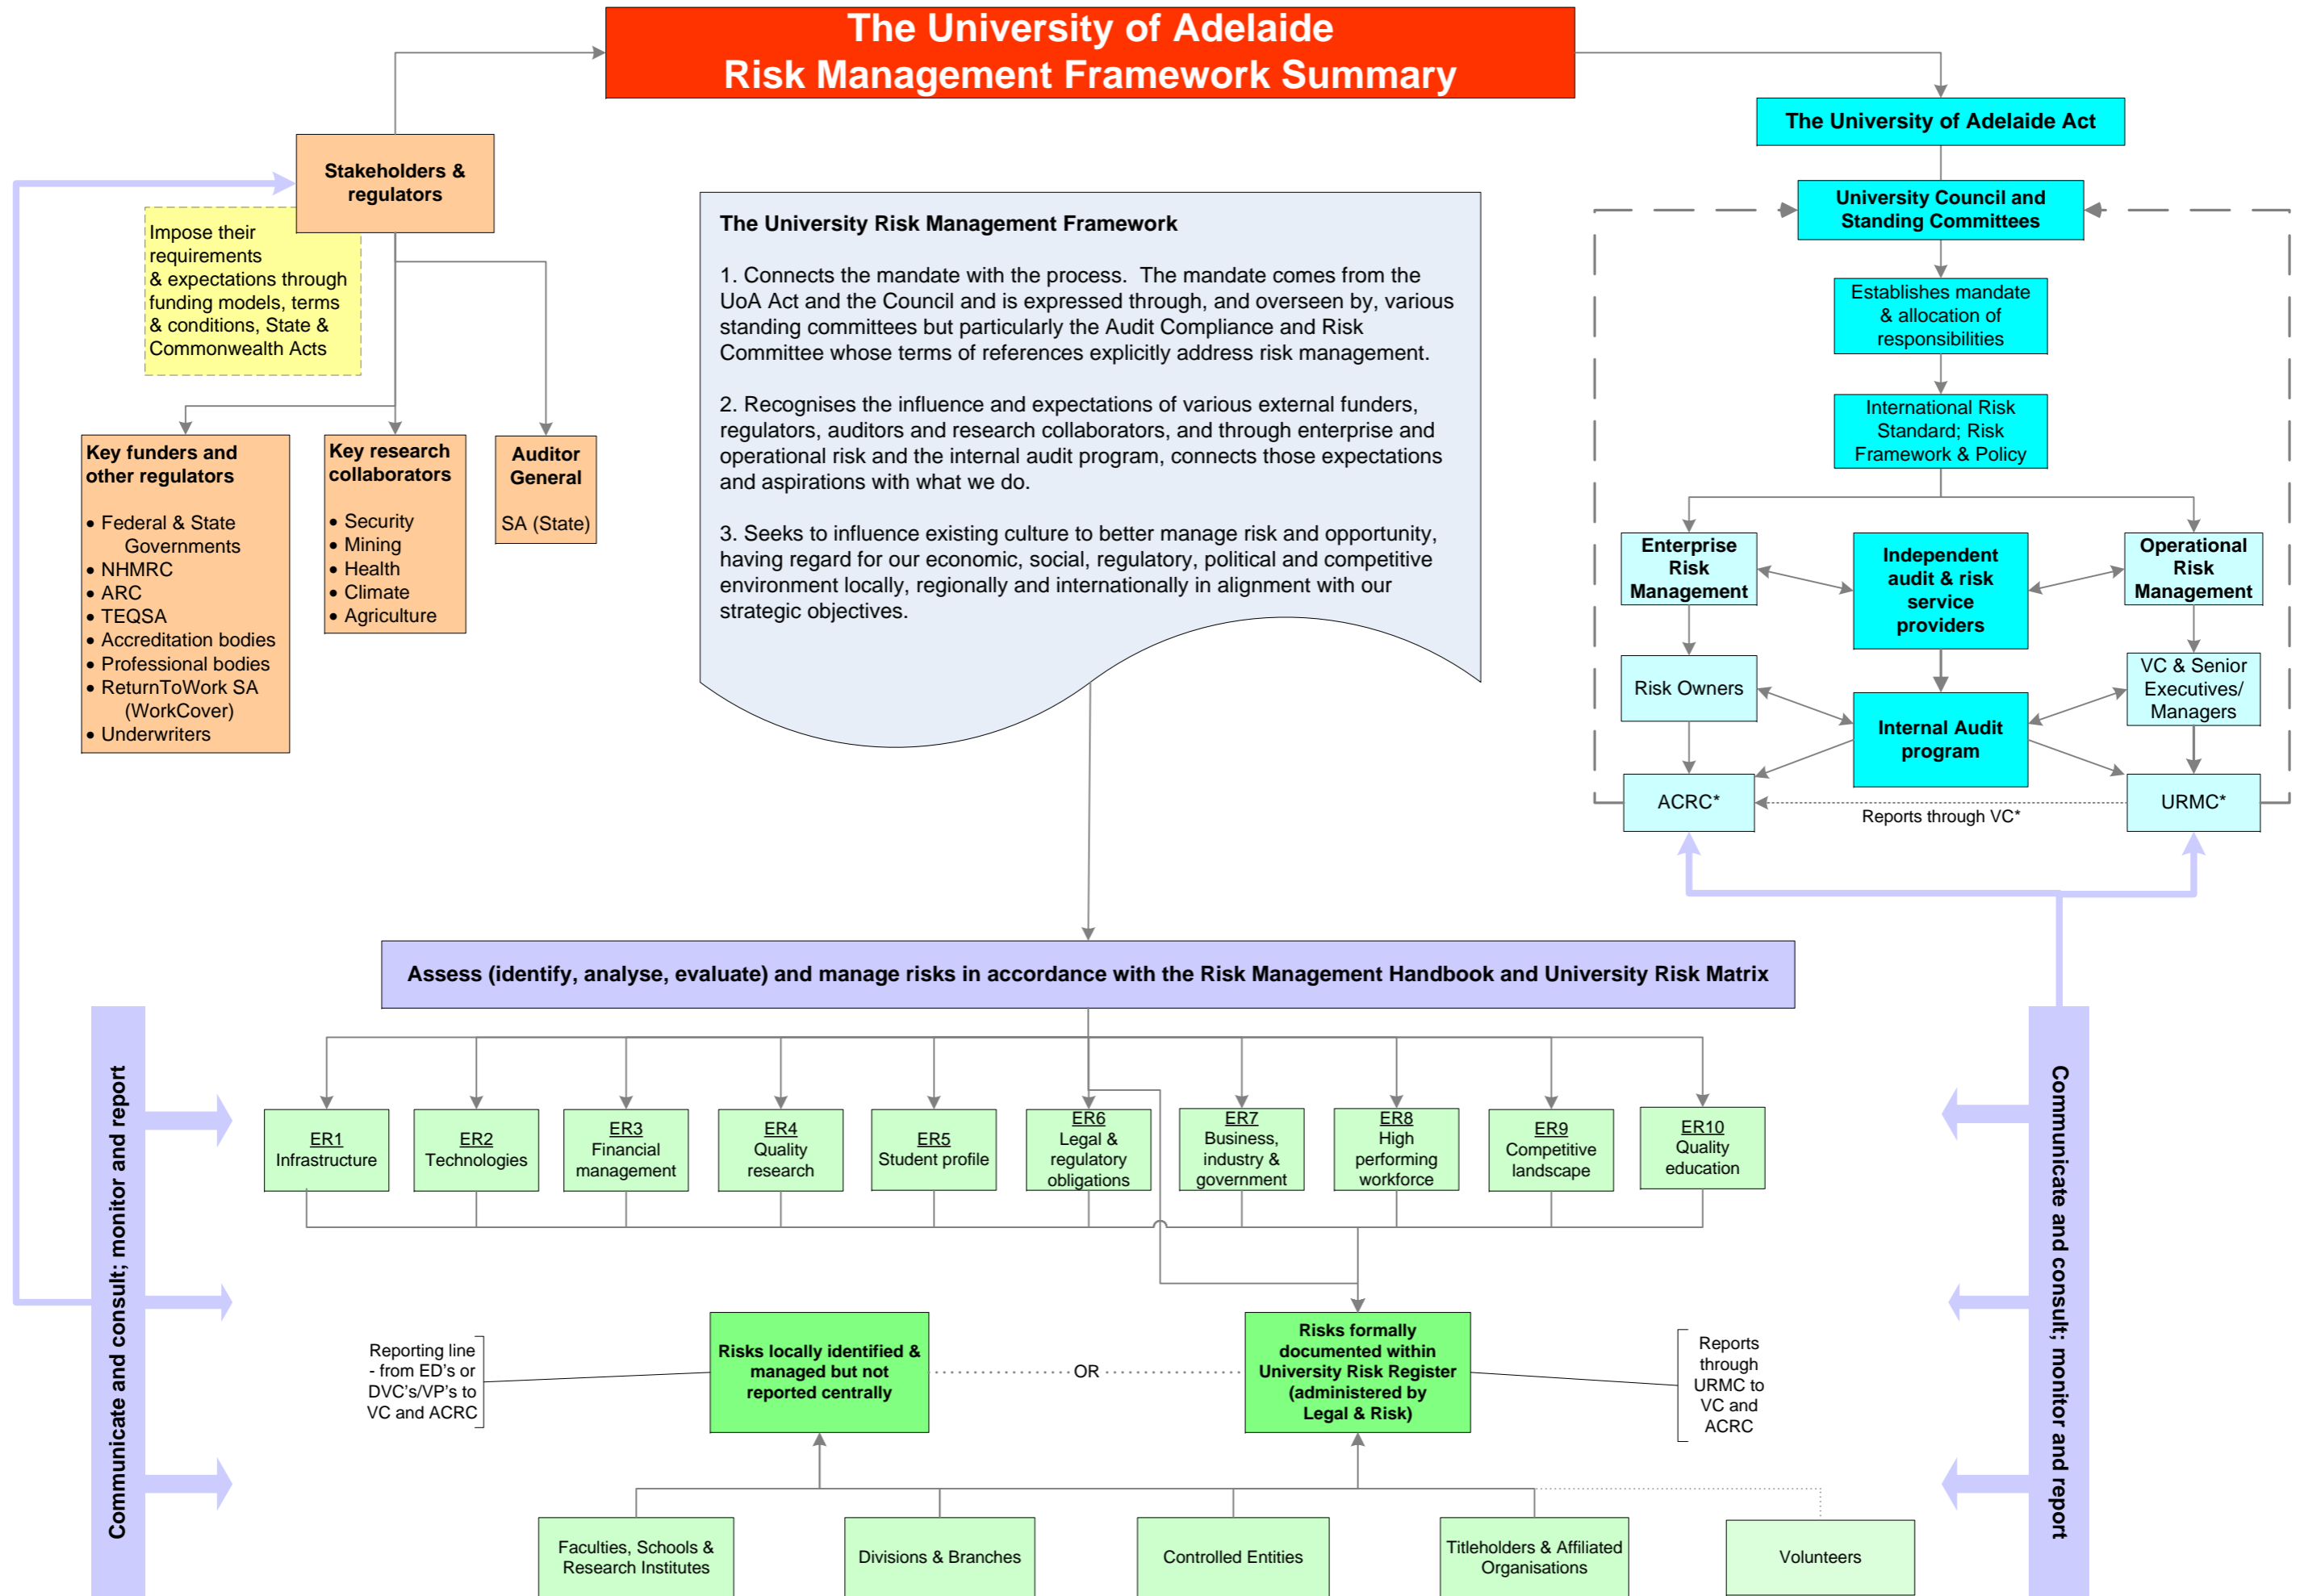 The University of Adelaide
Risk Management Framework Summary
Stakeholders &
regulators
Impose their
requirements
& expectations through
funding models, terms
& conditions, State &
Commonwealth Acts
Key funders and
other regulators
• Federal & State
Governments
• NHMRC
• ARC
• TEQSA
• Accreditation bodies
• Professional bodies
• ReturnToWork SA
(WorkCover)
• Underwriters
Key research
collaborators
• Security
• Mining
• Health
• Climate
• Agriculture
Auditor
General
SA (State)
The University Risk Management Framework
1. Connects the mandate with the process.  The mandate comes from the
UoA Act and the Council and is expressed through, and overseen by, various
standing committees but particularly the Audit Compliance and Risk
Committee whose terms of references explicitly address risk management.
2. Recognises the influence and expectations of various external funders,
regulators, auditors and research collaborators, and through enterprise and
operational risk and the internal audit program, connects those expectations
and aspirations with what we do.
3. Seeks to influence existing culture to better manage risk and opportunity,
having regard for our economic, social, regulatory, political and competitive
environment locally, regionally and internationally in alignment with our
strategic objectives.
The University of Adelaide Act
University Council and
Standing Committees
Establishes mandate
& allocation of
responsibilities
International Risk
Standard; Risk
Framework & Policy
Enterprise
Risk
Management
Independent
audit & risk
service
providers
Operational
Risk
Management
Risk Owners
Internal Audit
program
VC & Senior
Executives/
Managers
ACRC*
Reports through VC*
URMC*
Assess (identify, analyse, evaluate) and manage risks in accordance with the Risk Management Handbook and University Risk Matrix
Communicate and consult; monitor and report
ER1
Infrastructure
ER2
Technologies
ER3
Financial
management
ER4
Quality
research
ER5
Student profile
ER6
Legal &
regulatory
obligations
ER7
Business,
industry &
government
ER8
High
performing
workforce
ER9
Competitive
landscape
ER10
Quality
education
Communicate and consult; monitor and report
Reporting line
- from ED's or
DVC's/VP's to
VC and ACRC
Risks locally identified &
managed but not
reported centrally
OR
Risks formally
documented within
University Risk Register
(administered by
Legal & Risk)
Reports
through
URMC to
VC and
ACRC
Faculties, Schools &
Research Institutes
Divisions & Branches
Controlled Entities
Titleholders & Affiliated
Organisations
Volunteers